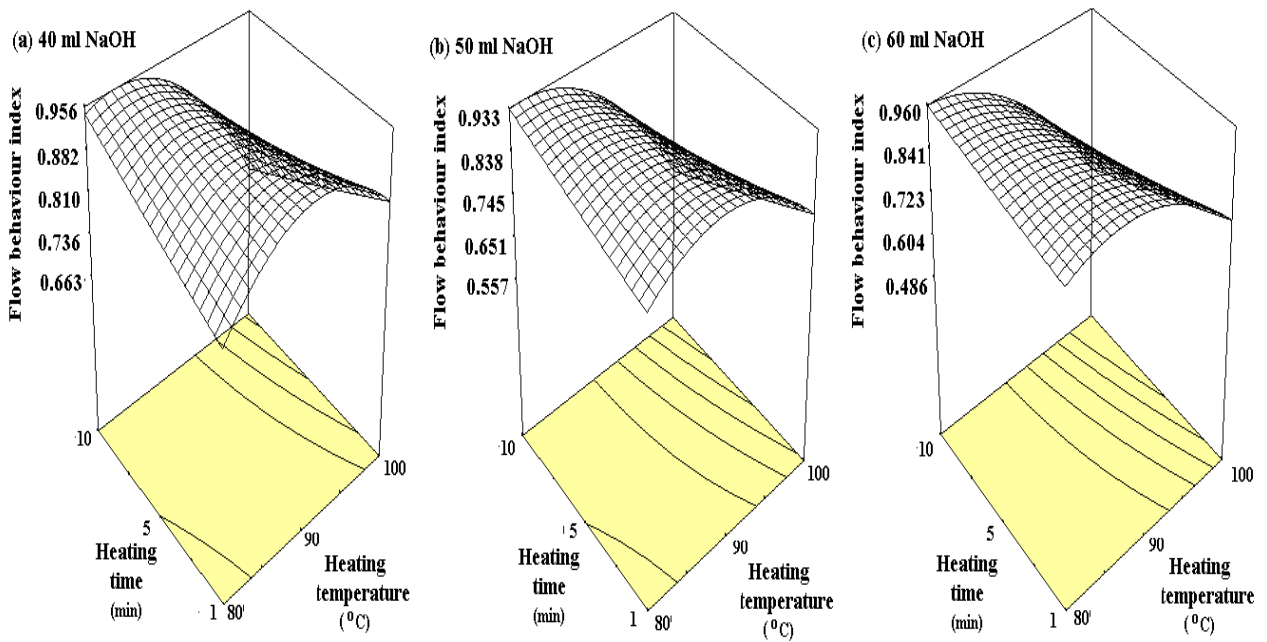 (a) 40 ml NaOH
Flow behaviour index
0.956
0.882
0.810
0.736
0.663
10
5
1
Heating
time
(min)
80
90
100
Heating
temperature
(°C)
(b) 50 ml NaOH
Flow behaviour index
0.933
0.838
0.745
0.651
0.557
10
5
1
Heating
time
(min)
80
90
100
Heating
temperature
(°C)
(c) 60 ml NaOH
Flow behaviour index
0.960
0.841
0.723
0.604
0.486
10
5
1
Heating
time
(min)
80
90
100
Heating
temperature
(°C)